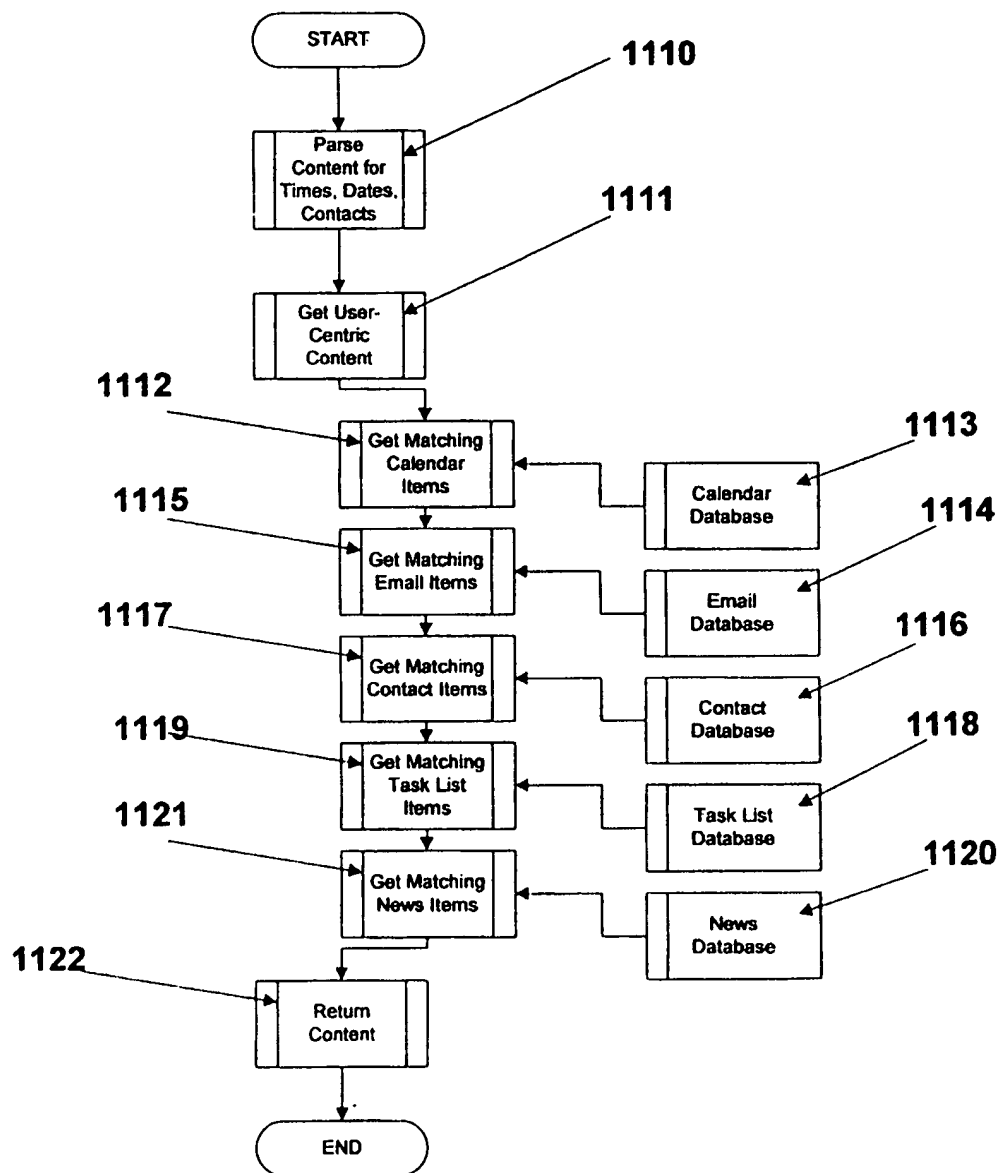 START
1110
Parse
Content for
Times, Dates,
Contacts
1111
Get User-
Centric
Content
1112
Get Matching
Calendar
Items
1113
Calendar
Database
1115
Get Matching
Email Items
1114
Email
Database
1117
Get Matching
Contact Items
1116
Contact
Database
1119
Get Matching
Task List
Items
1118
Task List
Database
1121
Get Matching
News Items
1120
News
Database
1122
Return
Content
END